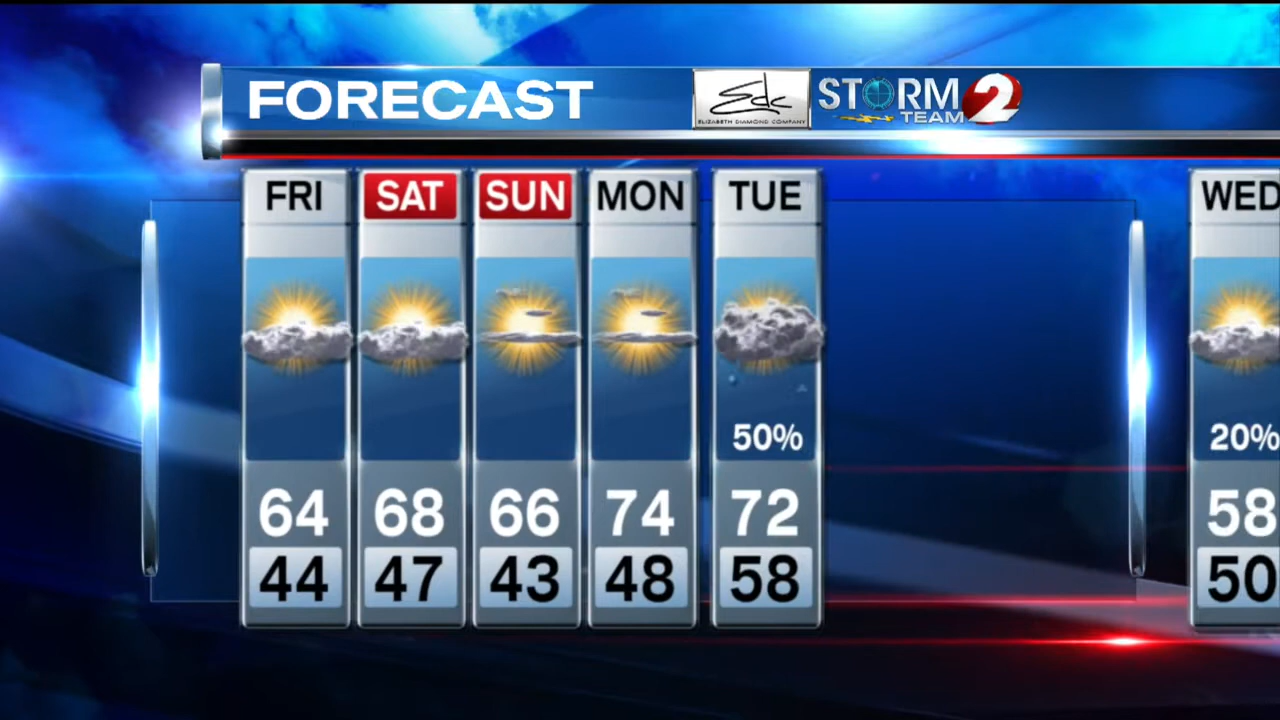 FORECAST
Edc
ELIZABETH DIAMOND COMPANY
STORM
TEAM
2
FRI SAT SUN MON TUE WED
50% 20%
64 68 66 74 72 58
44 47 43 48 58 50